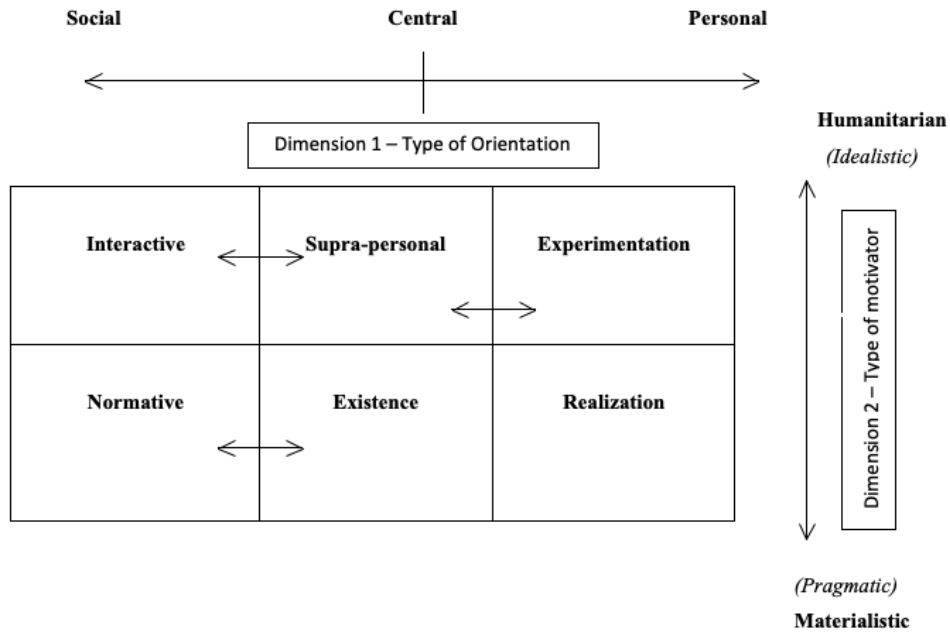 Social Central Personal
Dimension 1 – Type of Orientation
Humanitarian
(Idealistic)
Interactive Supra-personal Experimentation
Normative Existence Realization
Dimension 2 – Type of motivator
(Pragmatic)
Materialistic